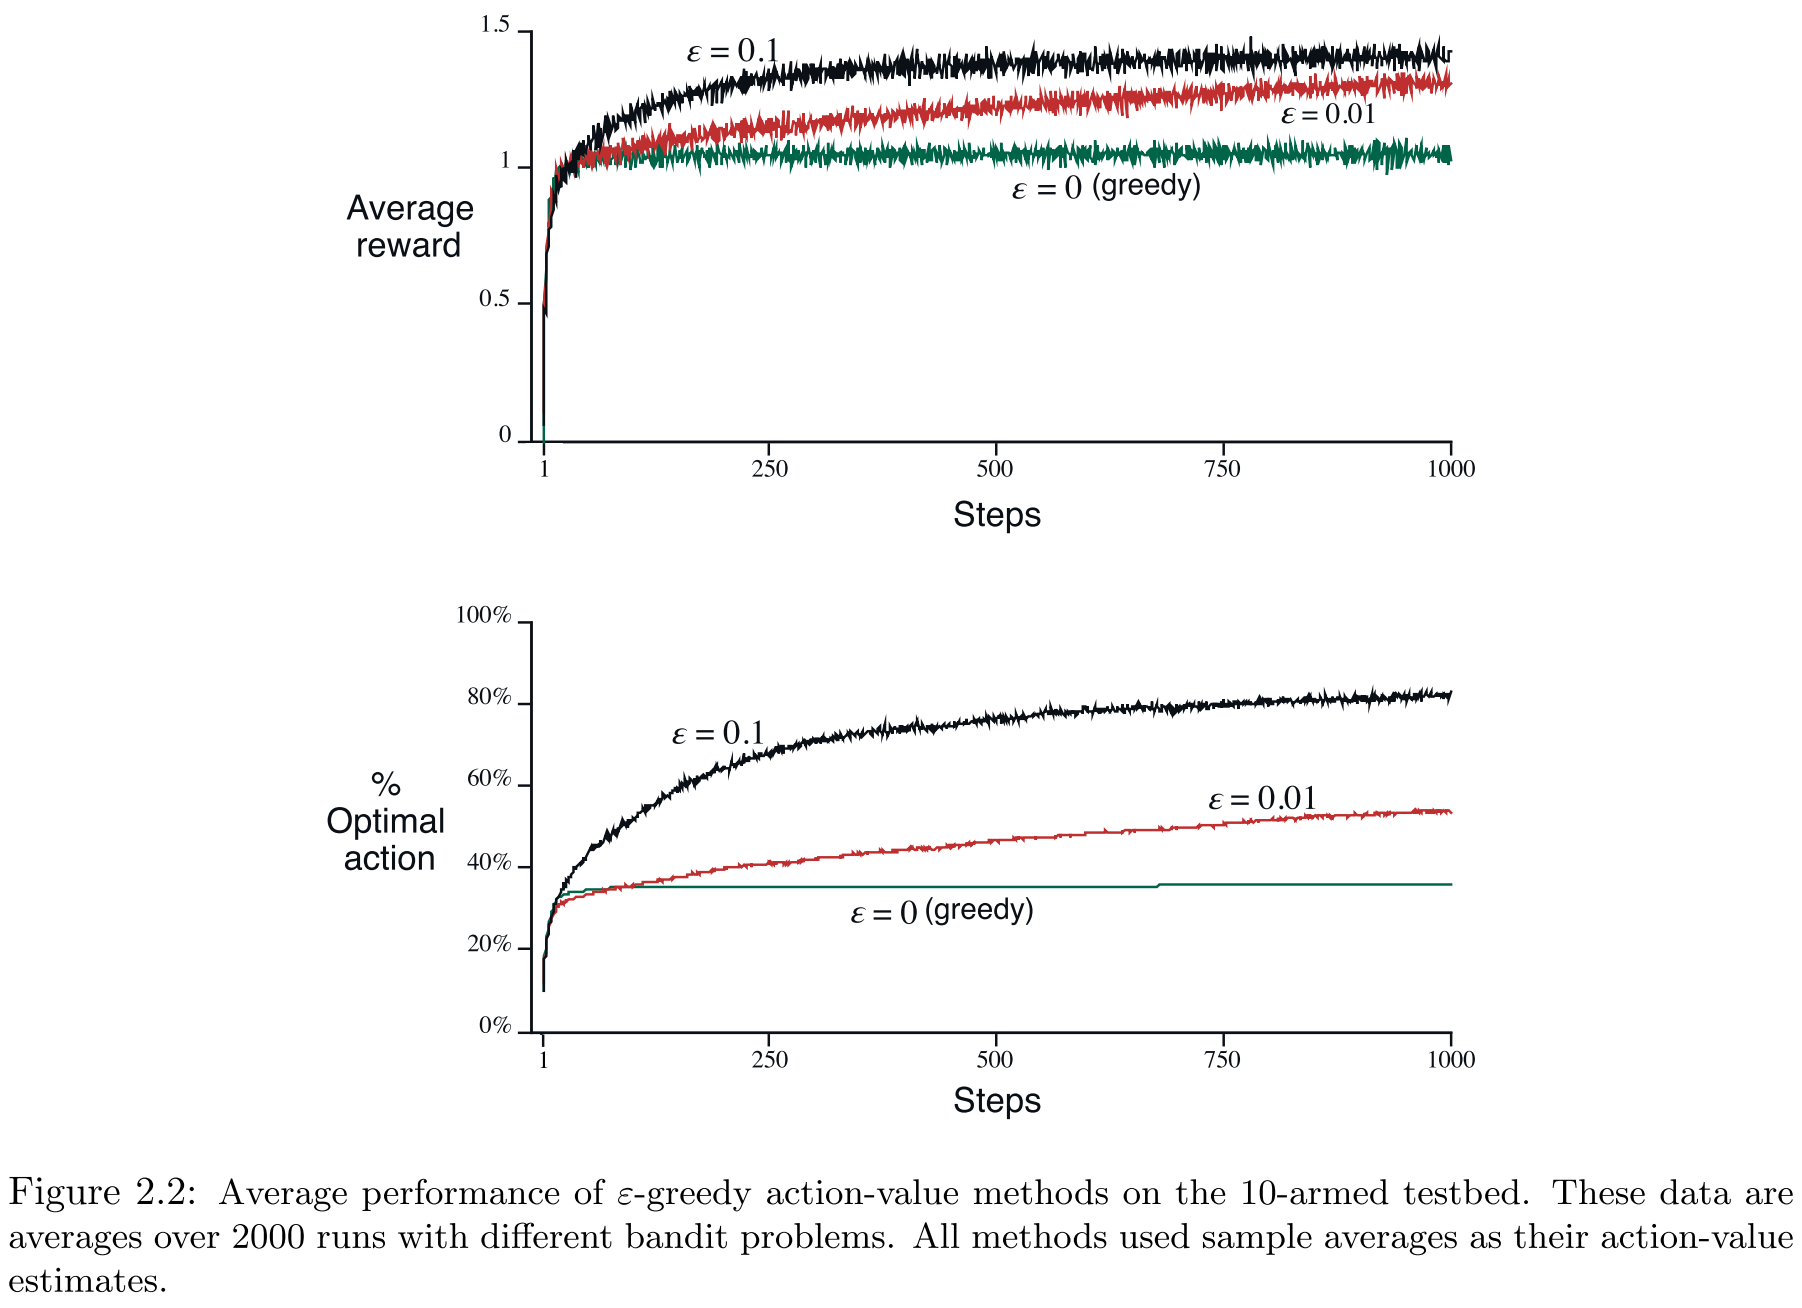 1.5
ε = 0.1
ε = 0.01
1
ε = 0 (greedy)
Average
reward
0.5
0
1 250 500 750 1000
Steps
100%
80%
ε = 0.1
%
Optimal
action
60%
ε = 0.01
40%
ε = 0 (greedy)
20%
0%
1 250 500 750 1000
Steps
Figure 2.2: Average performance of ε-greedy action-value methods on the 10-armed testbed. These data are
averages over 2000 runs with different bandit problems. All methods used sample averages as their action-value
estimates.